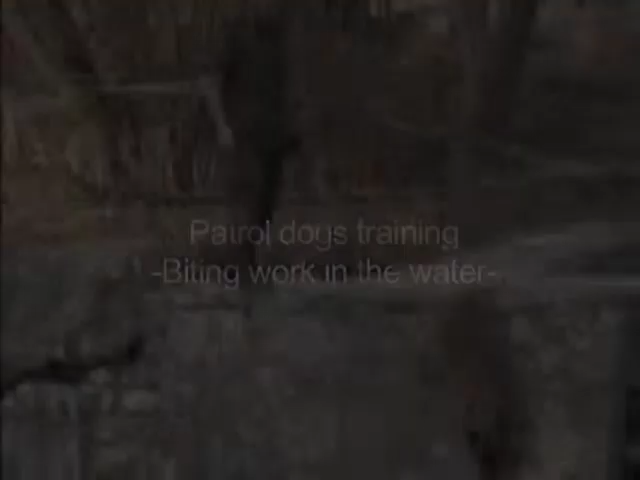 Patrol dogs training
-Biting work in the water-